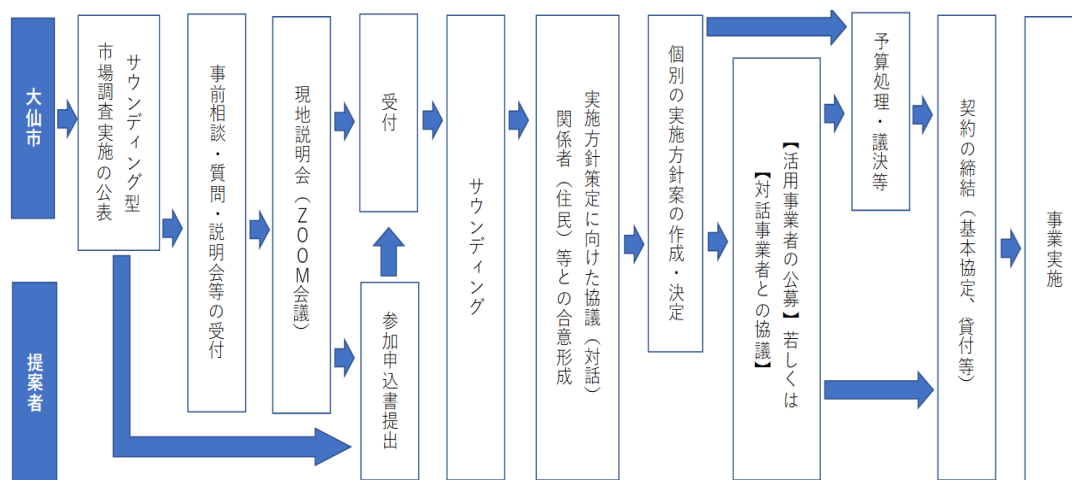 大仙市
提案者
サウンディング型
市場調査実施の公表
事前相談・質問・説明会等の受付
現地説明会（ZOOM会議）
受付
参加申込書提出
サウンディング
実施方針策定に向けた協議（対話）
関係者（住民）等との合意形成
個別の実施方針案の作成・決定
【活用事業者の公募】若しくは
【対話事業者との協議】
予算処理・議決等
契約の締結（基本協定、貸付等）
事業実施